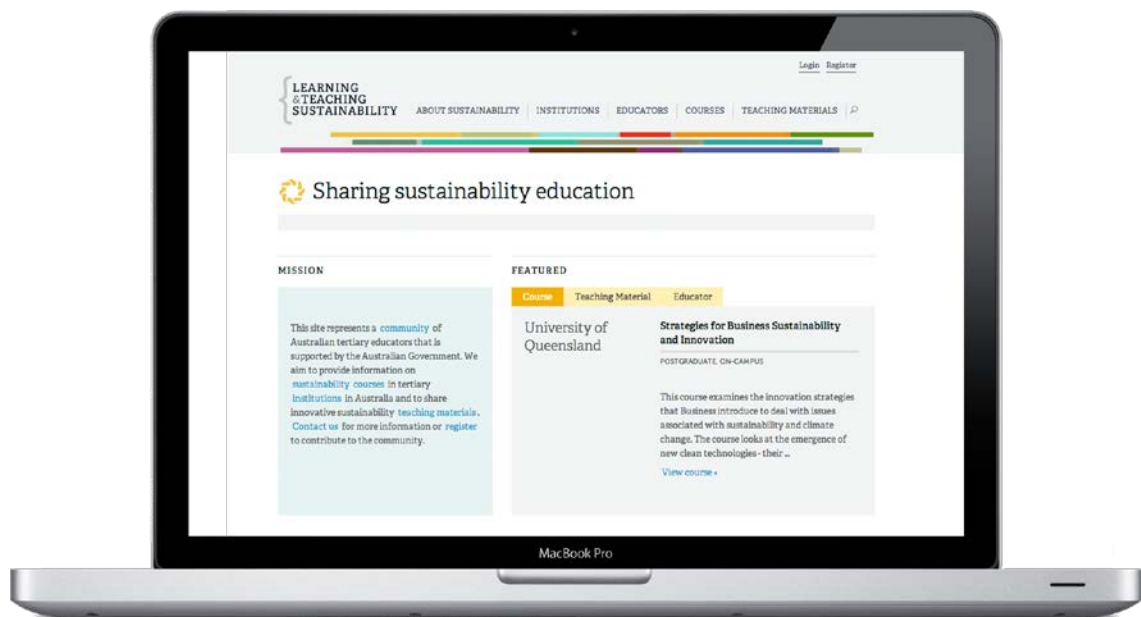 Login Register
LEARNING
&TEACHING
SUSTAINABILITY
ABOUT SUSTAINABILITY INSTITUTIONS EDUCATORS COURSES TEACHING MATERIALS
Sharing sustainability education
MISSION
This site represents a community of
Australian tertiary educators that is
supported by the Australian Government. We
aim to provide information on
sustainability courses in tertiary
institutions in Australia and to share
innovative sustainability teaching materials.
Contact us for more information or register
to contribute to the community.
FEATURED
Course Teaching Material Educator
University of
Queensland
Strategies for Business Sustainability
and Innovation
POSTGRADUATE, ON-CAMPUS
This course examines the innovation strategies
that Business introduce to deal with issues
associated with sustainability and climate
change. The course looks at the emergence of
new clean technologies - their ...
View course »
MacBook Pro